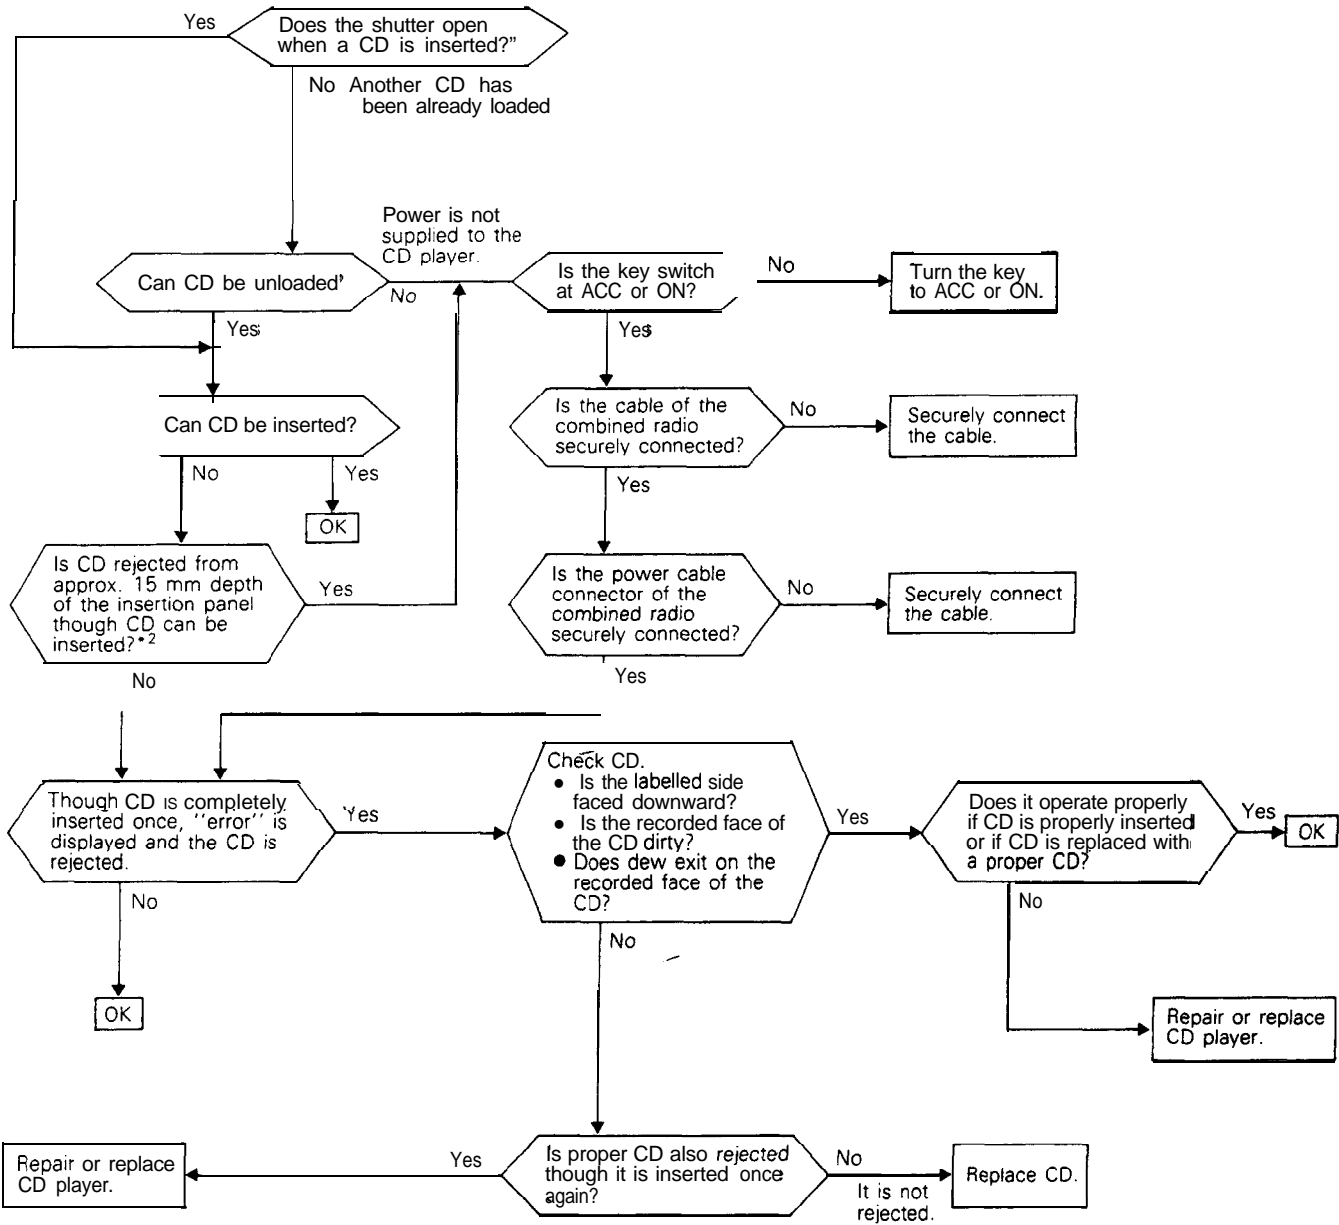 Yes
Does the shutter open
when a CD is inserted?"
No Another CD has
been already loaded
Power is not
supplied to the
CD player.
Can CD be unloaded'
No
Is the key switch
at ACC or ON?
No
Turn the key
to ACC or ON.
Yes
Yes
Can CD be inserted?
Is the cable of the
combined radio
securely connected?
No
Securely connect
the cable.
No
Yes
OK
Yes
Is CD rejected from
approx. 15 mm depth
of the insertion panel
though CD can be
inserted?*2
Yes
Is the power cable
connector of the
combined radio
securely connected?
No
Securely connect
the cable.
No
Yes
Though CD is completely
inserted once, "error" is
displayed and the CD is
rejected.
Yes
Check CD.
• Is the labelled side
faced downward?
• Is the recorded face of
the CD dirty?
● Does dew exit on the
recorded face of the
CD?
Yes
Does it operate properly
if CD is properly inserted
or if CD is replaced with
a proper CD?
Yes
OK
No
No
No
OK
Repair or replace
CD player.
Repair or replace
CD player.
Yes
Is proper CD also rejected
though it is inserted once
again?
No
It is not
rejected.
Replace CD.